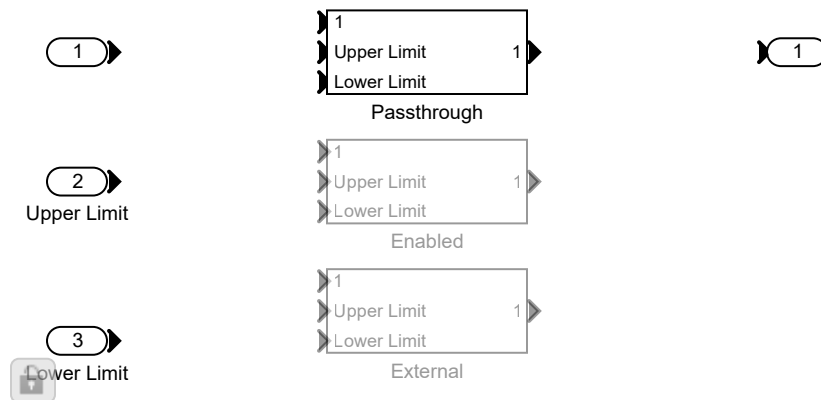 1
1
Upper Limit
1
Lower Limit
1
Passthrough
2
Upper Limit
1
Upper Limit
1
Lower Limit
Enabled
3
Lower Limit
1
Upper Limit
1
Lower Limit
External